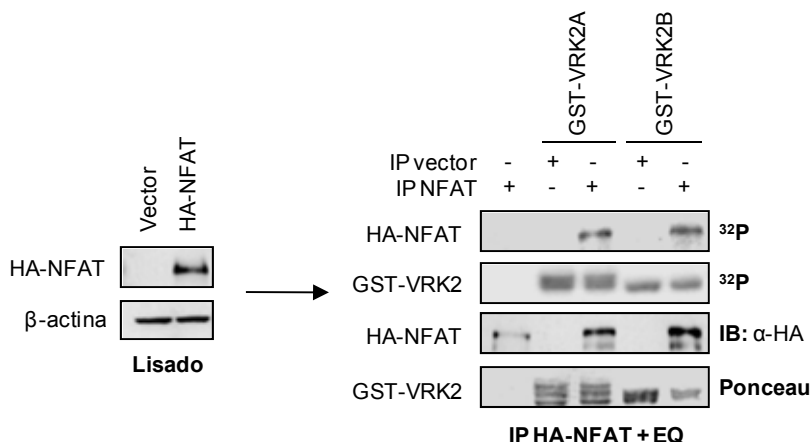 Vector
HA-NFAT
HA-NFAT
β-actina
Lisado
GST-VRK2A
GST-VRK2B
IP vector - + - + -
IP NFAT + - + - +
HA-NFAT ³²P
GST-VRK2 ³²P
HA-NFAT IB: α-HA
GST-VRK2 Ponceau
IP HA-NFAT + EQ